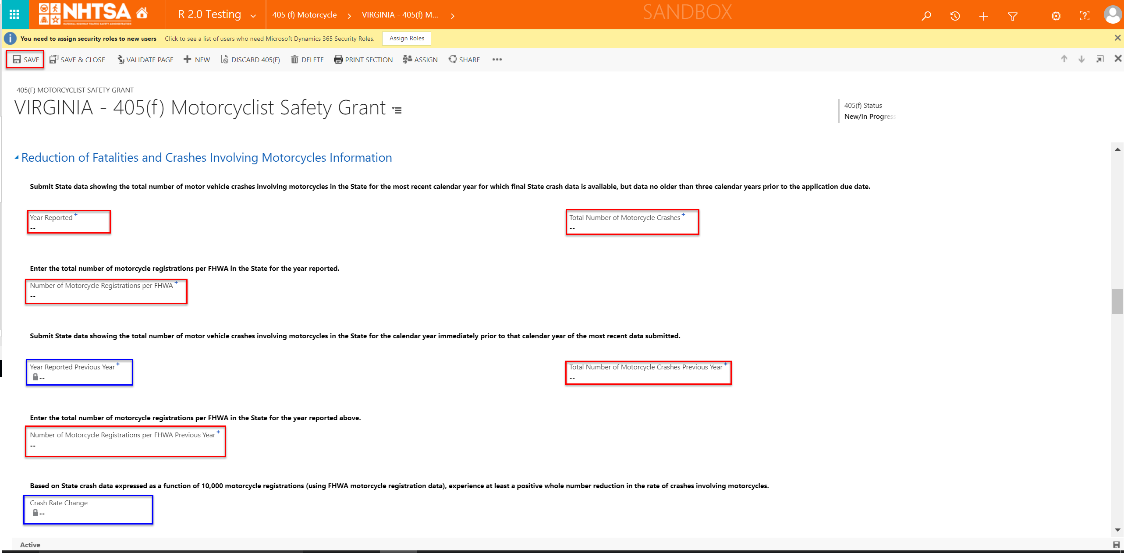 NHTSA R 2.0 Testing 405 (f) Motorcycle VIRGINIA - 405(f) M... SANDBOX
You need to assign security roles to new users Click to see a list of users who need Microsoft Dynamics 365 Security Roles. Assign Roles
SAVE SAVE & CLOSE VALIDATE PAGE NEW DISCARD 405(F) DELETE PRINT SECTION ASSIGN SHARE •••
405(F) MOTORCYCLIST SAFETY GRANT
VIRGINIA - 405(f) Motorcyclist Safety Grant
405(f) Status
New/In Progress
Reduction of Fatalities and Crashes Involving Motorcycles Information
Submit State data showing the total number of motor vehicle crashes involving motorcycles in the State for the most recent calendar year for which final State crash data is available, but data no older than three calendar years prior to the application due date.
Year Reported + Total Number of Motorcycle Crashes +
-- --
Enter the total number of motorcycle registrations per FHWA in the State for the year reported.
Number of Motorcycle Registrations per FHWA +
--
Submit State data showing the total number of motor vehicle crashes involving motorcycles in the State for the calendar year immediately prior to that calendar year of the most recent data submitted.
Year Reported Previous Year + Total Number of Motorcycle Crashes Previous Year +
-- --
Enter the total number of motorcycle registrations per FHWA in the State for the year reported above.
Number of Motorcycle Registrations per FHWA Previous Year +
--
Based on State crash data expressed as a function of 10,000 motorcycle registrations (using FHWA motorcycle registration data), experience at least a positive whole number reduction in the rate of crashes involving motorcycles.
Crash Rate Change
--
Active